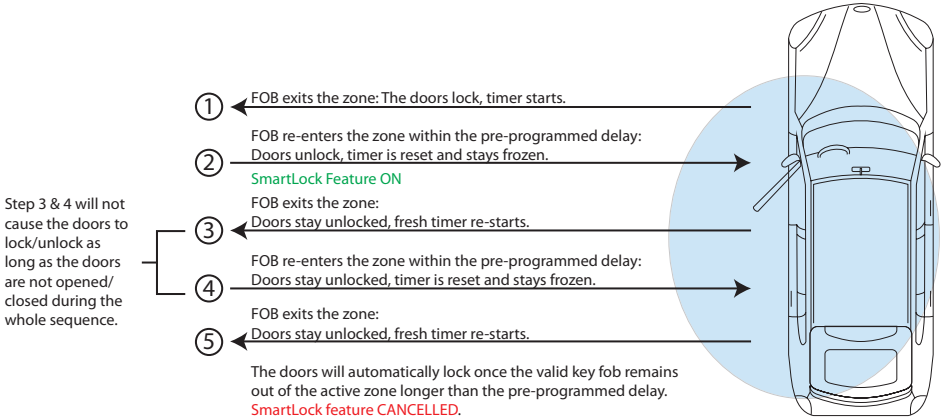 1
FOB exits the zone: The doors lock, timer starts.
2
FOB re-enters the zone within the pre-programmed delay:
Doors unlock, timer is reset and stays frozen.
SmartLock Feature ON
Step 3 & 4 will not
cause the doors to
lock/unlock as
long as the doors
are not opened/
closed during the
whole sequence.
3
FOB exits the zone:
Doors stay unlocked, fresh timer re-starts.
4
FOB re-enters the zone within the pre-programmed delay:
Doors stay unlocked, timer is reset and stays frozen.
5
FOB exits the zone:
Doors stay unlocked, fresh timer re-starts.
The doors will automatically lock once the valid key fob remains
out of the active zone longer than the pre-programmed delay.
SmartLock feature CANCELLED.